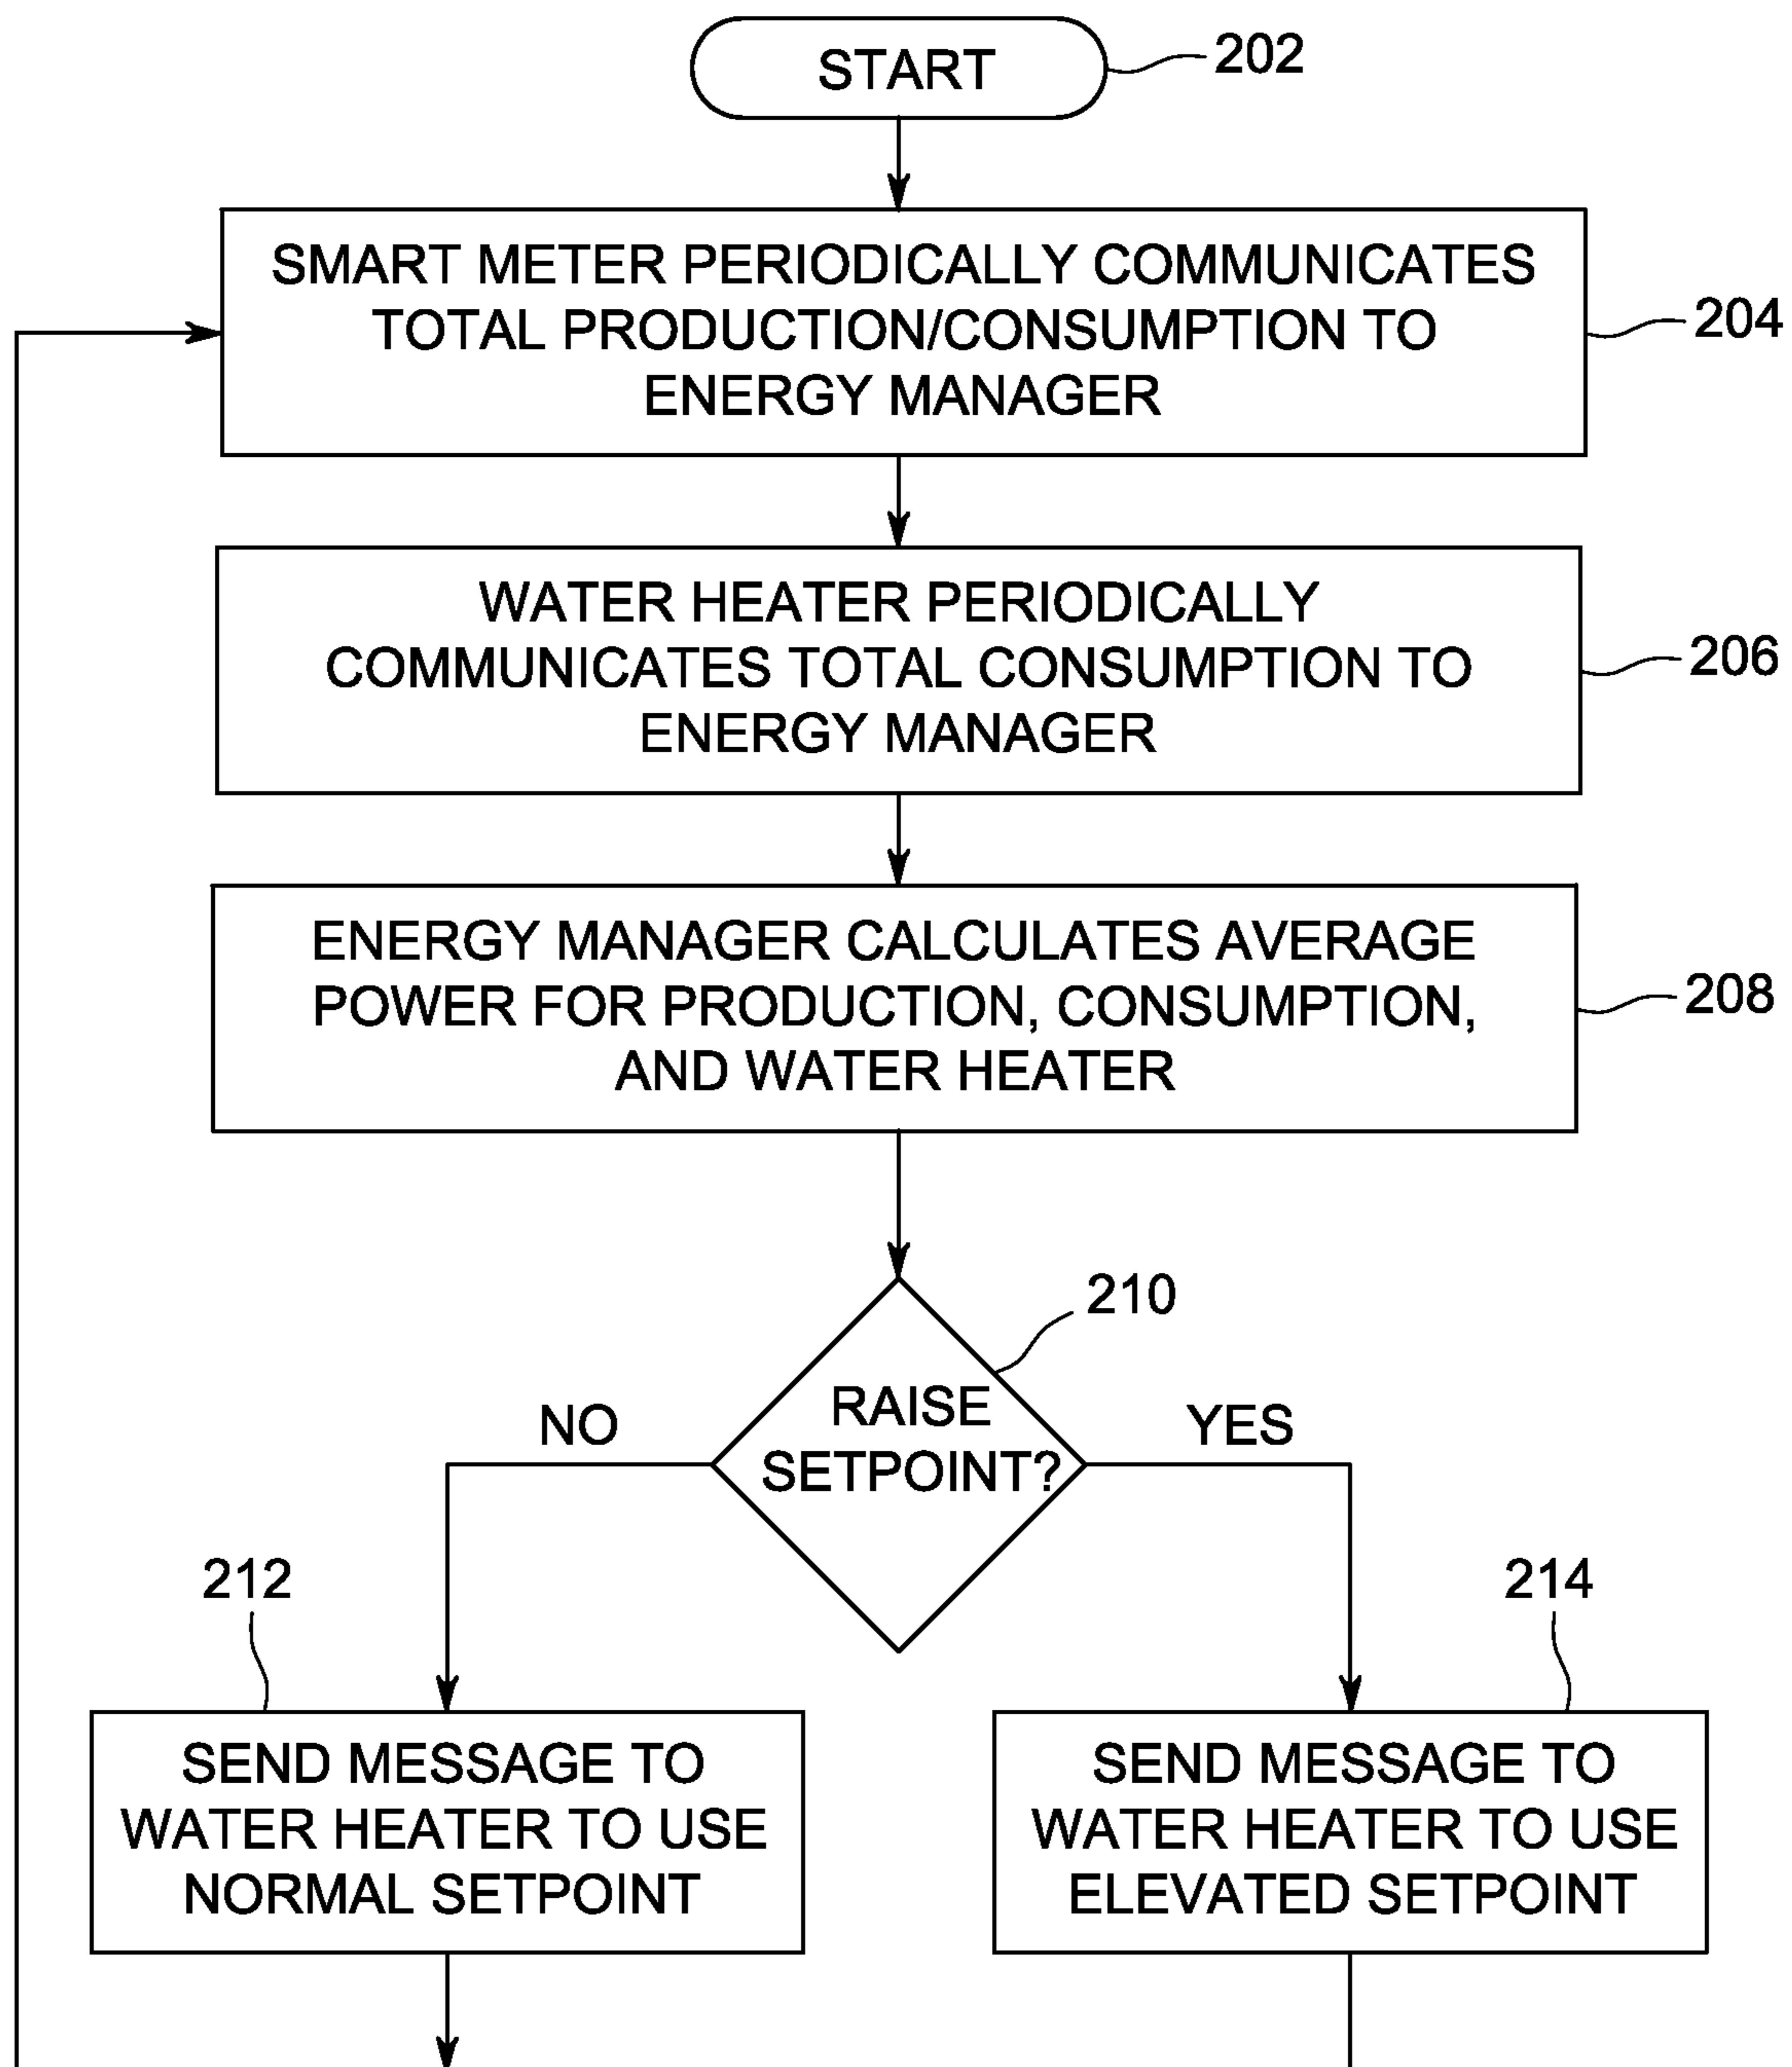 START
202
SMART METER PERIODICALLY COMMUNICATES
TOTAL PRODUCTION/CONSUMPTION TO
ENERGY MANAGER
204
WATER HEATER PERIODICALLY
COMMUNICATES TOTAL CONSUMPTION TO
ENERGY MANAGER
206
ENERGY MANAGER CALCULATES AVERAGE
POWER FOR PRODUCTION, CONSUMPTION,
AND WATER HEATER
208
210
RAISE
SETPOINT?
NO
YES
212
SEND MESSAGE TO
WATER HEATER TO USE
NORMAL SETPOINT
214
SEND MESSAGE TO
WATER HEATER TO USE
ELEVATED SETPOINT